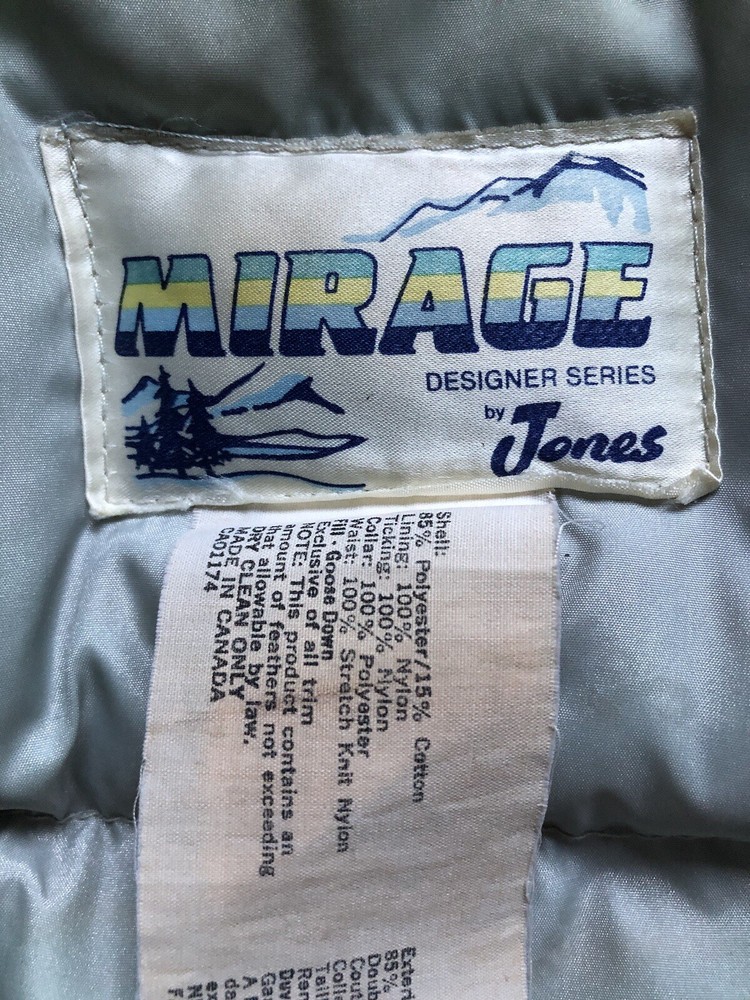 MIRAGE
DESIGNER SERIES
by Jones
Shell:
85% Polyester/15% Cotton
Lining: 100% Nylon
Ticking: 100% Nylon
Collar: 100% Polyester
Waist: 100% Stretch Knit Nylon
Fill - Goose Down
Exclusive of all trim
NOTE: This product contains an
amount of feathers not exceeding
that allowable by law.
DRY CLEAN ONLY
MADE IN CANADA
CA01174
85%